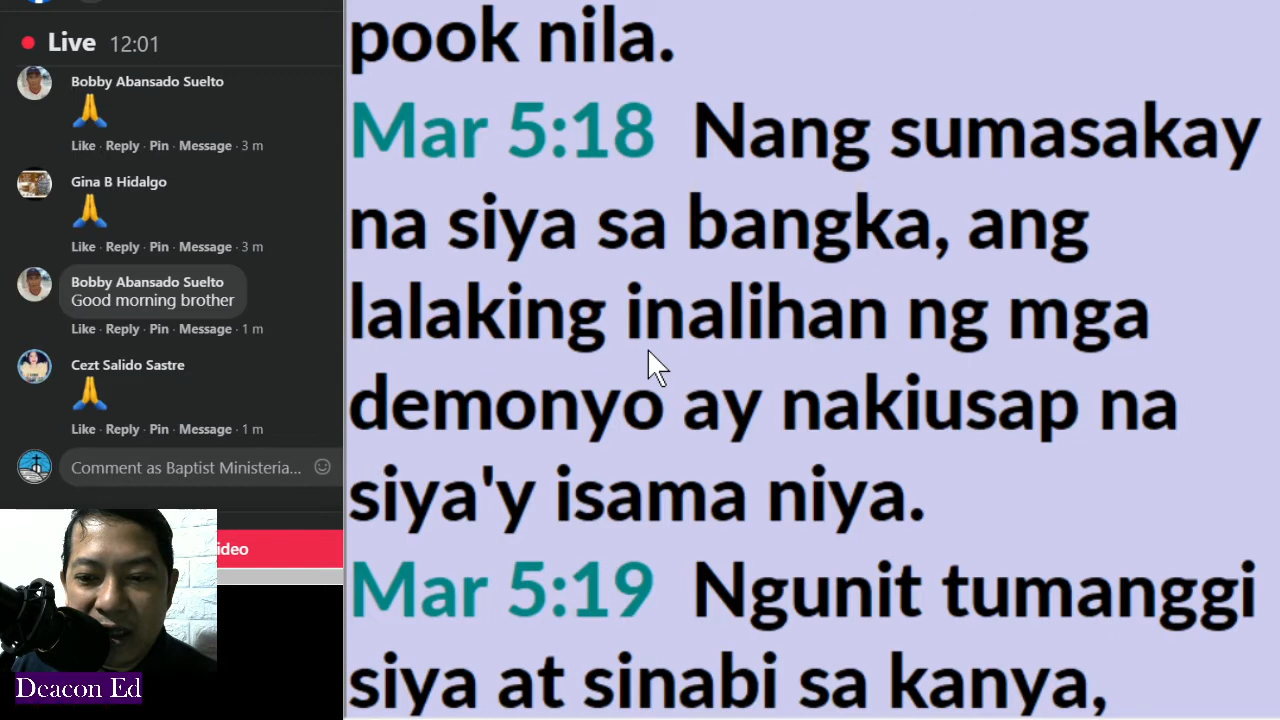 Live 12:01
Bobby Abansado Suelto
Like · Reply · Pin · Message · 3 m
Gina B Hidalgo
Like · Reply · Pin · Message · 3 m
Bobby Abansado Suelto
Good morning brother
Like · Reply · Pin · Message · 1 m
Cezt Salido Sastre
Like · Reply · Pin · Message · 1 m
Comment as Baptist Ministeria...
ideo
Deacon Ed
pook nila.
Mar 5:18 Nang sumasakay
na siya sa bangka, ang
lalaking inalihan ng mga
demonyo ay nakiusap na
siya'y isama niya.
Mar 5:19 Ngunit tumanggi
siya at sinabi sa kanya,